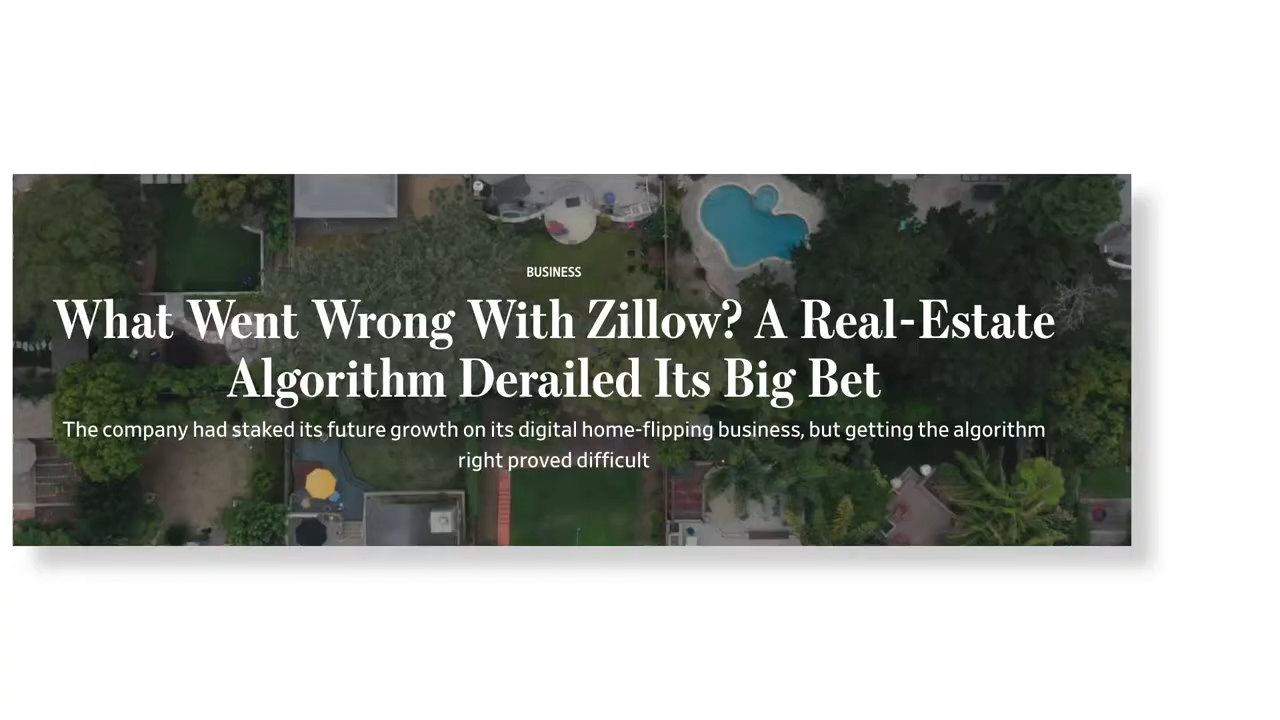 BUSINESS
What Went Wrong With Zillow? A Real-Estate
Algorithm Derailed Its Big Bet
The company had staked its future growth on its digital home-flipping business, but getting the algorithm
right proved difficult